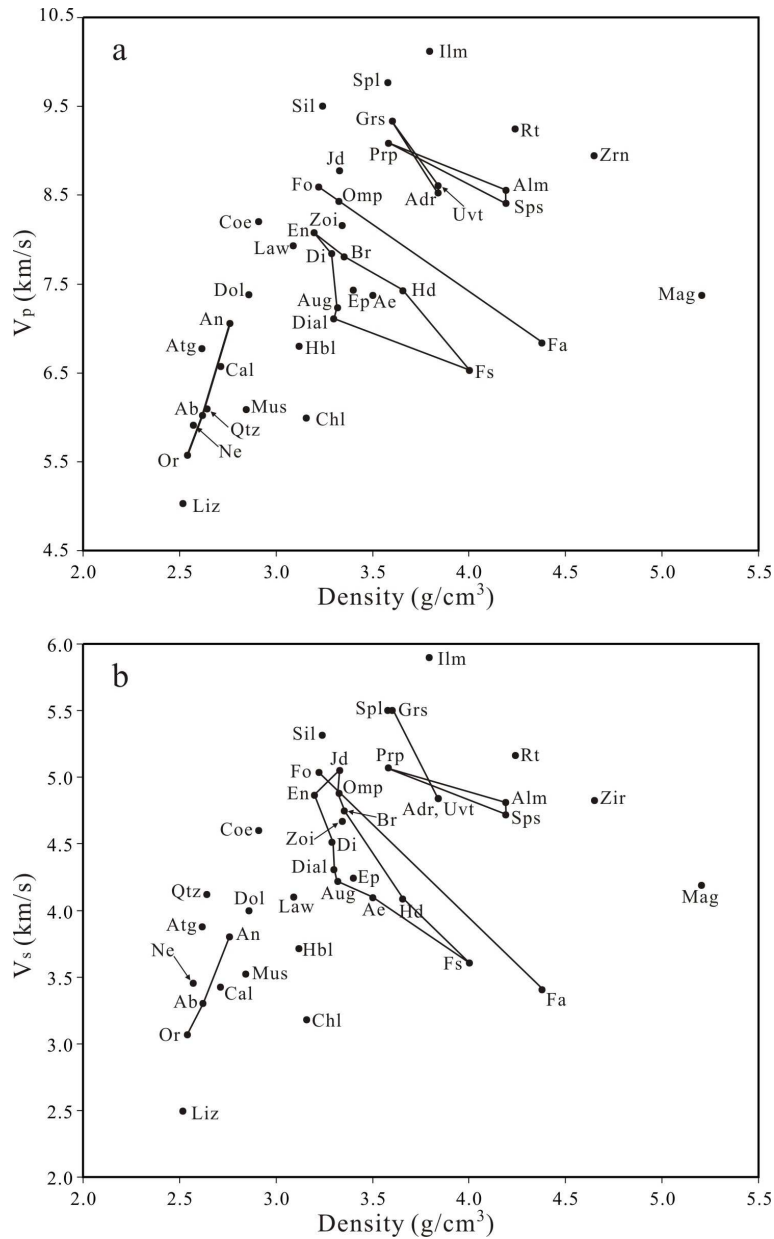 10.5
a
Ilm
Spl
9.5
Sil
Grs
Rt
Prp
Zrn
Jd
Fo
Omp
Alm
8.5
Adr
Uvt
Sps
Coe
Zoi
En
Law
Di
Br
7.5
Dol
Ep
Ae
Hd
Mag
An
Aug
Dial
Atg
Hbl
Fa
Cal
Fs
6.5
Ab
Mus
Chl
Qtz
Ne
Or
5.5
Liz
4.5
2.0 2.5 3.0 3.5 4.0 4.5 5.0 5.5
Density (g/cm³)
Vp (km/s)
6.0
b
Ilm
5.5
Spl
Grs
Sil
Jd
Prp
Rt
Fo
5.0
En
Omp
Alm
Adr, Uvt
Sps
Zir
Br
Coe
Zoi
Di
4.5
Dial
Ep
Qtz
Dol
Law
Aug
Mag
4.0
Atg
An
Ae
Hd
Ne
Hbl
Fs
3.5
Mus
Cal
Fa
Ab
Chl
Or
3.0
2.5
Liz
2.0
2.0 2.5 3.0 3.5 4.0 4.5 5.0 5.5
Density (g/cm³)
Vs (km/s)